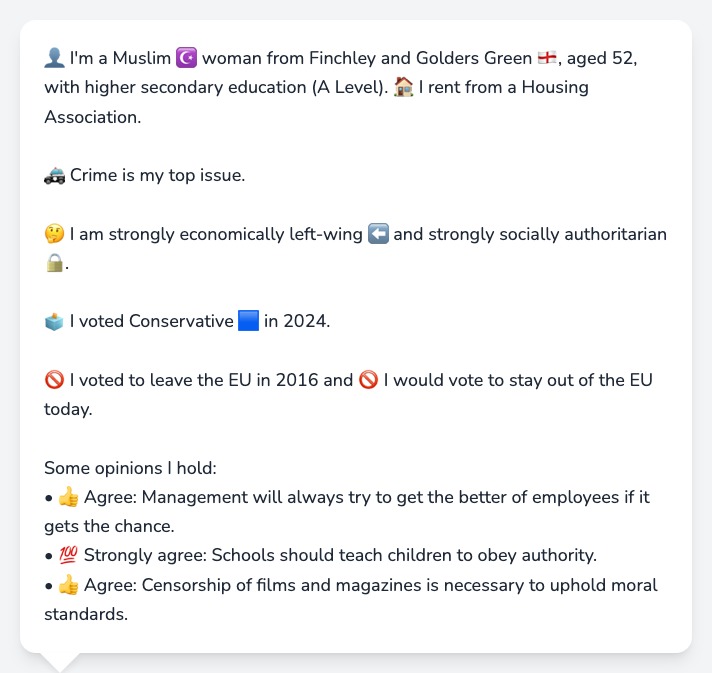 👤 I'm a Muslim ☪️ woman from Finchley and Golders Green 🏴󠁧󠁢󠁥󠁮󠁧󠁿, aged 52,
with higher secondary education (A Level). 🏠 I rent from a Housing
Association.
🚓 Crime is my top issue.
🤔 I am strongly economically left-wing ⬅️ and strongly socially authoritarian
🔒.
🗳️ I voted Conservative 🟦 in 2024.
🚫 I voted to leave the EU in 2016 and 🚫 I would vote to stay out of the EU
today.
Some opinions I hold:
• 👍 Agree: Management will always try to get the better of employees if it
gets the chance.
• 💯 Strongly agree: Schools should teach children to obey authority.
• 👍 Agree: Censorship of films and magazines is necessary to uphold moral
standards.